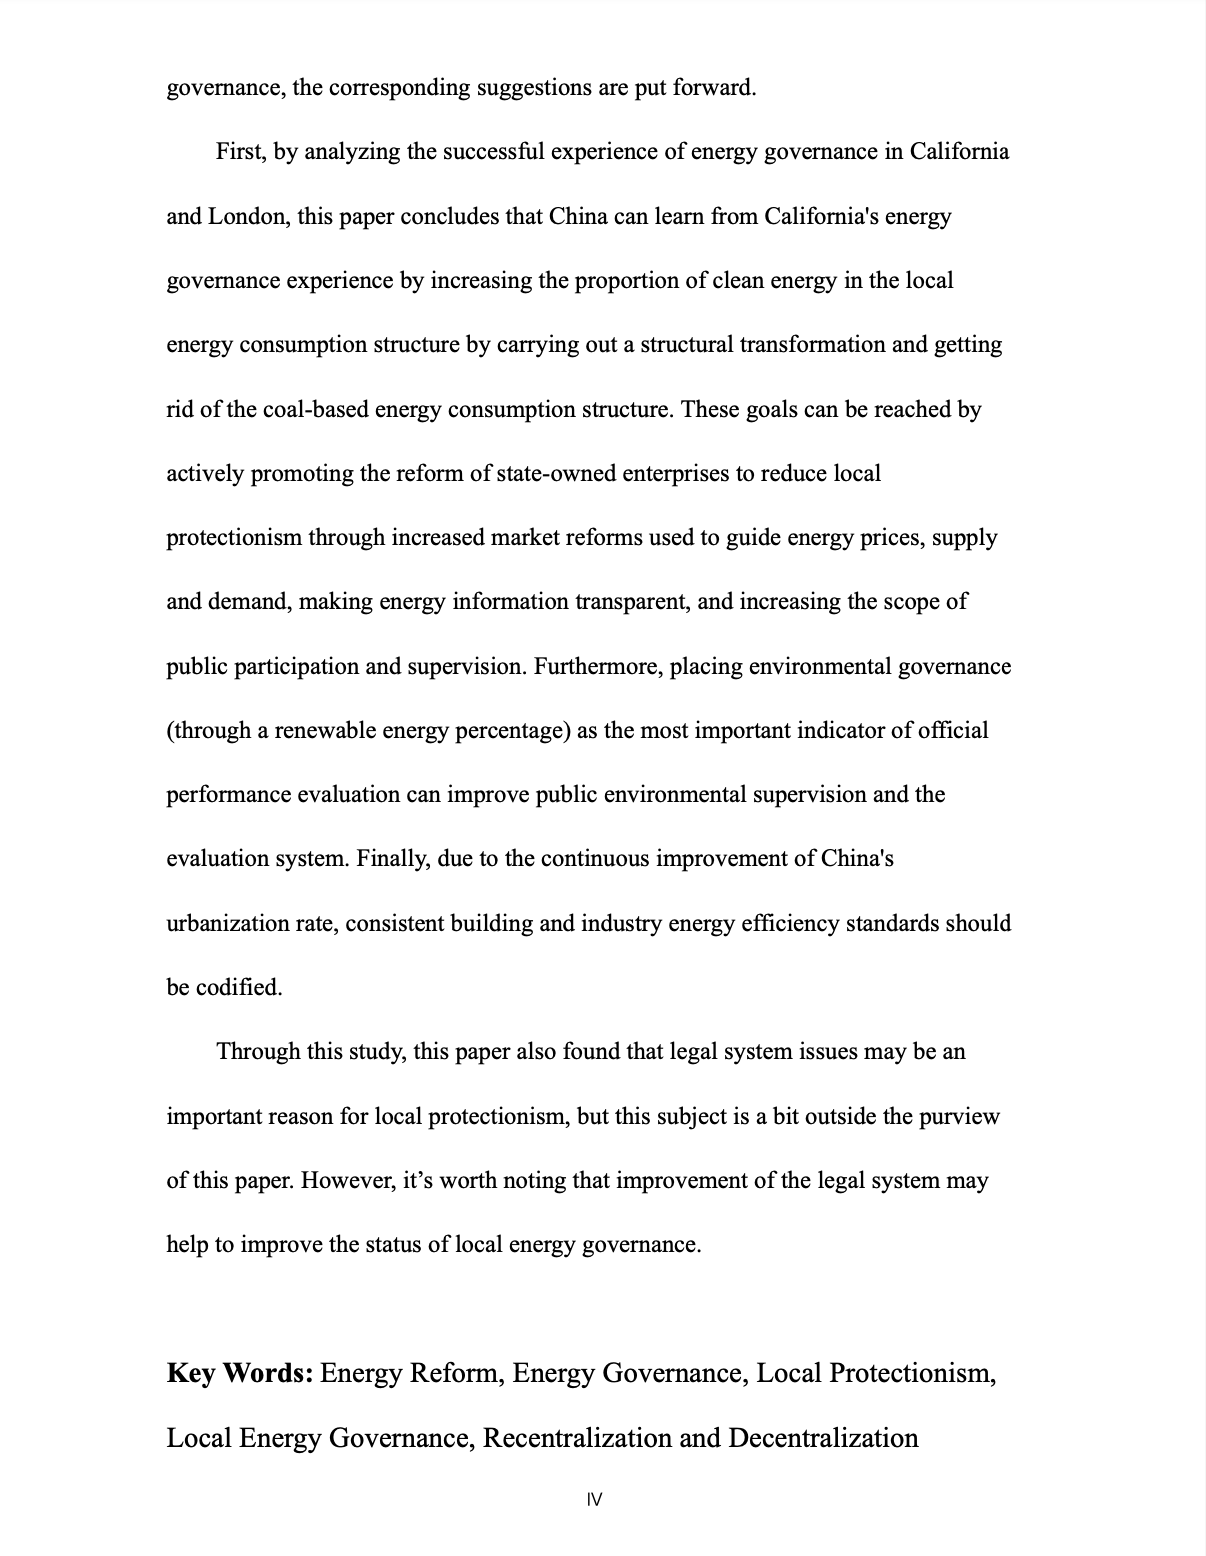 governance, the corresponding suggestions are put forward.
First, by analyzing the successful experience of energy governance in California
and London, this paper concludes that China can learn from California's energy
governance experience by increasing the proportion of clean energy in the local
energy consumption structure by carrying out a structural transformation and getting
rid of the coal-based energy consumption structure. These goals can be reached by
actively promoting the reform of state-owned enterprises to reduce local
protectionism through increased market reforms used to guide energy prices, supply
and demand, making energy information transparent, and increasing the scope of
public participation and supervision. Furthermore, placing environmental governance
(through a renewable energy percentage) as the most important indicator of official
performance evaluation can improve public environmental supervision and the
evaluation system. Finally, due to the continuous improvement of China's
urbanization rate, consistent building and industry energy efficiency standards should
be codified.
Through this study, this paper also found that legal system issues may be an
important reason for local protectionism, but this subject is a bit outside the purview
of this paper. However, it’s worth noting that improvement of the legal system may
help to improve the status of local energy governance.
Key Words: Energy Reform, Energy Governance, Local Protectionism,
Local Energy Governance, Recentralization and Decentralization
IV